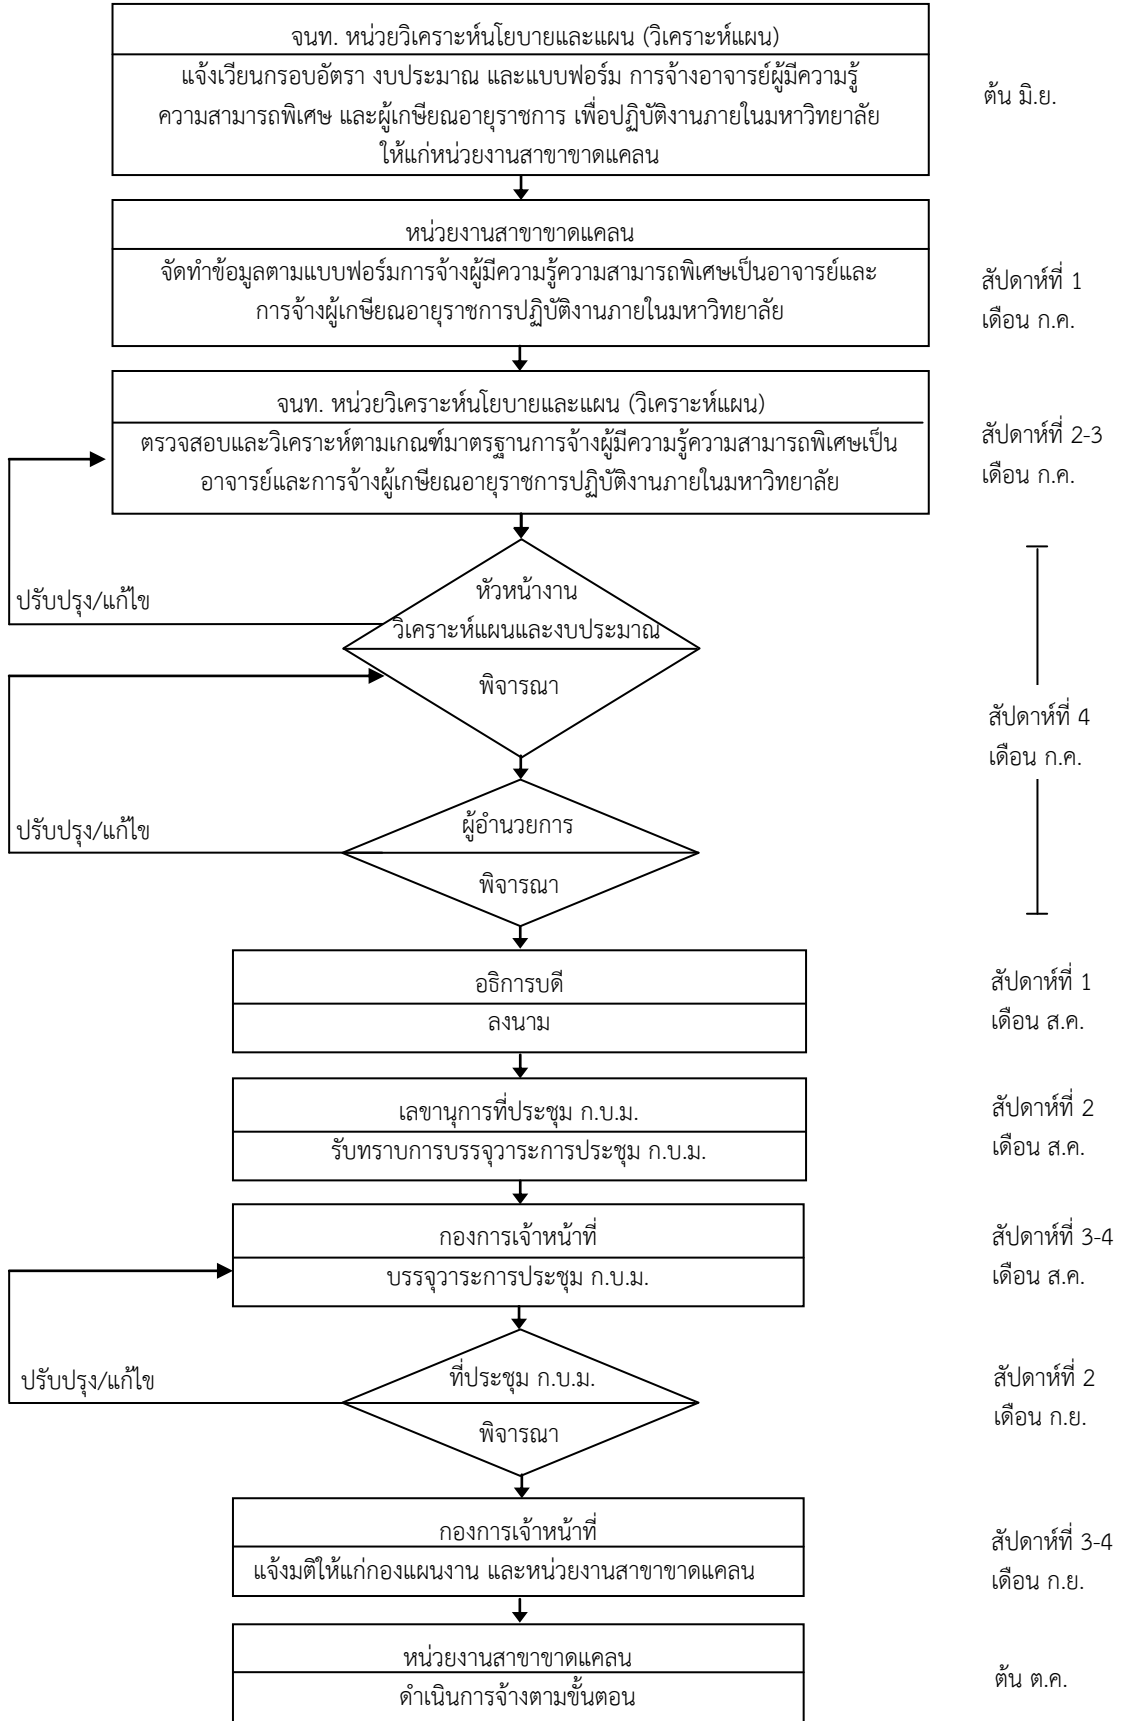 จนท. หน่วยวิเคราะห์นโยบายและแผน (วิเคราะห์แผน)
แจ้งเวียนกรอบอัตรา งบประมาณ และแบบฟอร์ม การจ้างอาจารย์ผู้มีความรู้
ความสามารถพิเศษ และผู้เกษียณอายุราชการ เพื่อปฏิบัติงานภายในมหาวิทยาลัย
ให้แก่หน่วยงานสาขาขาดแคลน
ต้น มิ.ย.
หน่วยงานสาขาขาดแคลน
จัดทำข้อมูลตามแบบฟอร์มการจ้างผู้มีความรู้ความสามารถพิเศษเป็นอาจารย์และ
การจ้างผู้เกษียณอายุราชการปฏิบัติงานภายในมหาวิทยาลัย
สัปดาห์ที่ 1
เดือน ก.ค.
จนท. หน่วยวิเคราะห์นโยบายและแผน (วิเคราะห์แผน)
ตรวจสอบและวิเคราะห์ตามเกณฑ์มาตรฐานการจ้างผู้มีความรู้ความสามารถพิเศษเป็น
อาจารย์และการจ้างผู้เกษียณอายุราชการปฏิบัติงานภายในมหาวิทยาลัย
สัปดาห์ที่ 2-3
เดือน ก.ค.
หัวหน้างาน
วิเคราะห์แผนและงบประมาณ
พิจารณา
ปรับปรุง/แก้ไข
สัปดาห์ที่ 4
เดือน ก.ค.
ผู้อำนวยการ
พิจารณา
ปรับปรุง/แก้ไข
อธิการบดี
ลงนาม
สัปดาห์ที่ 1
เดือน ส.ค.
เลขานุการที่ประชุม ก.บ.ม.
รับทราบการบรรจุวาระการประชุม ก.บ.ม.
สัปดาห์ที่ 2
เดือน ส.ค.
กองการเจ้าหน้าที่
บรรจุวาระการประชุม ก.บ.ม.
สัปดาห์ที่ 3-4
เดือน ส.ค.
ที่ประชุม ก.บ.ม.
พิจารณา
ปรับปรุง/แก้ไข
สัปดาห์ที่ 2
เดือน ก.ย.
กองการเจ้าหน้าที่
แจ้งมติให้แก่กองแผนงาน และหน่วยงานสาขาขาดแคลน
สัปดาห์ที่ 3-4
เดือน ก.ย.
หน่วยงานสาขาขาดแคลน
ดำเนินการจ้างตามขั้นตอน
ต้น ต.ค.